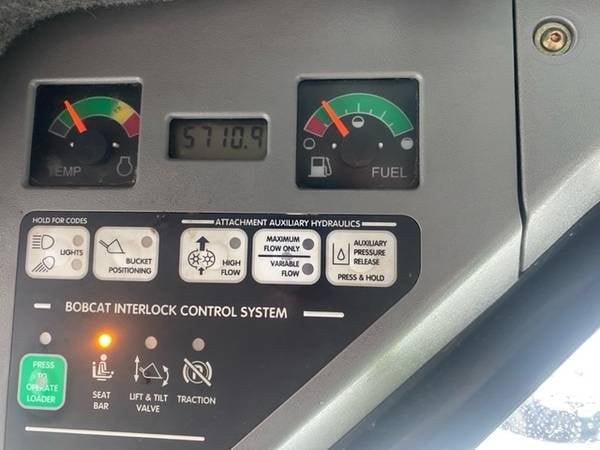 5710.9
TEMP
FUEL
HOLD FOR CODES
ATTACHMENT AUXILIARY HYDRAULICS
LIGHTS
BUCKET
POSITIONING
HIGH
FLOW
MAXIMUM
FLOW ONLY
VARIABLE
FLOW
AUXILIARY
PRESSURE
RELEASE
PRESS & HOLD
BOBCAT INTERLOCK CONTROL SYSTEM
PRESS
TO
OPERATE
LOADER
SEAT
BAR
LIFT & TILT
VALVE
TRACTION